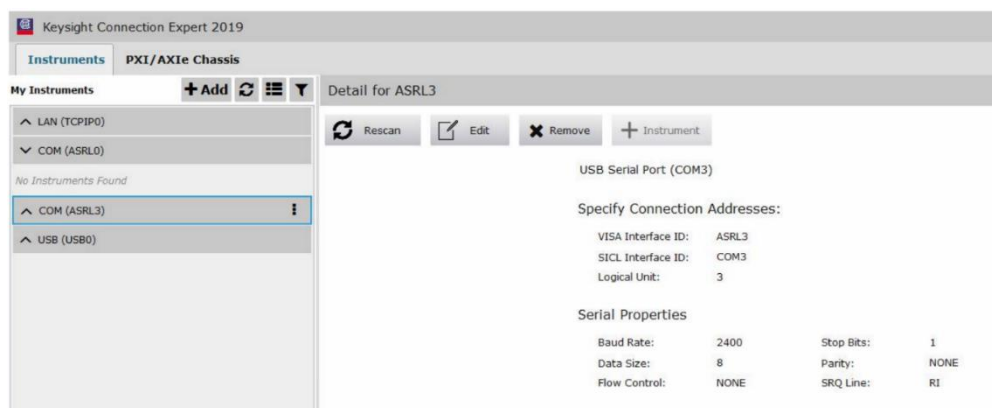 Keysight Connection Expert 2019
Instruments PXI/AXIe Chassis
My Instruments + Add
LAN (TCPIP0)
COM (ASRL0)
No Instruments Found
COM (ASRL3)
USB (USB0)
Detail for ASRL3
Rescan Edit Remove Instrument
USB Serial Port (COM3)
Specify Connection Addresses:
VISA Interface ID: ASRL3
SICL Interface ID: COM3
Logical Unit: 3
Serial Properties
Baud Rate: 2400 Stop Bits: 1
Data Size: 8 Parity: NONE
Flow Control: NONE SRQ Line: RI